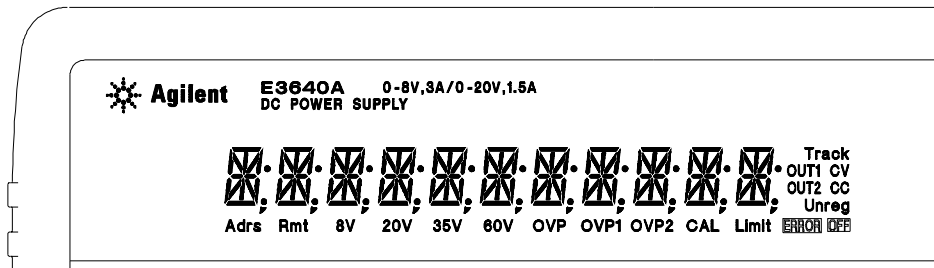 Agilent
E3640A 0-8V,3A/0-20V,1.5A
DC POWER SUPPLY
Track
OUT1 CV
OUT2 CC
Unreg
Adrs Rmt 8V 20V 35V 60V OVP OVP1 OVP2 CAL Limit ERROR OFF